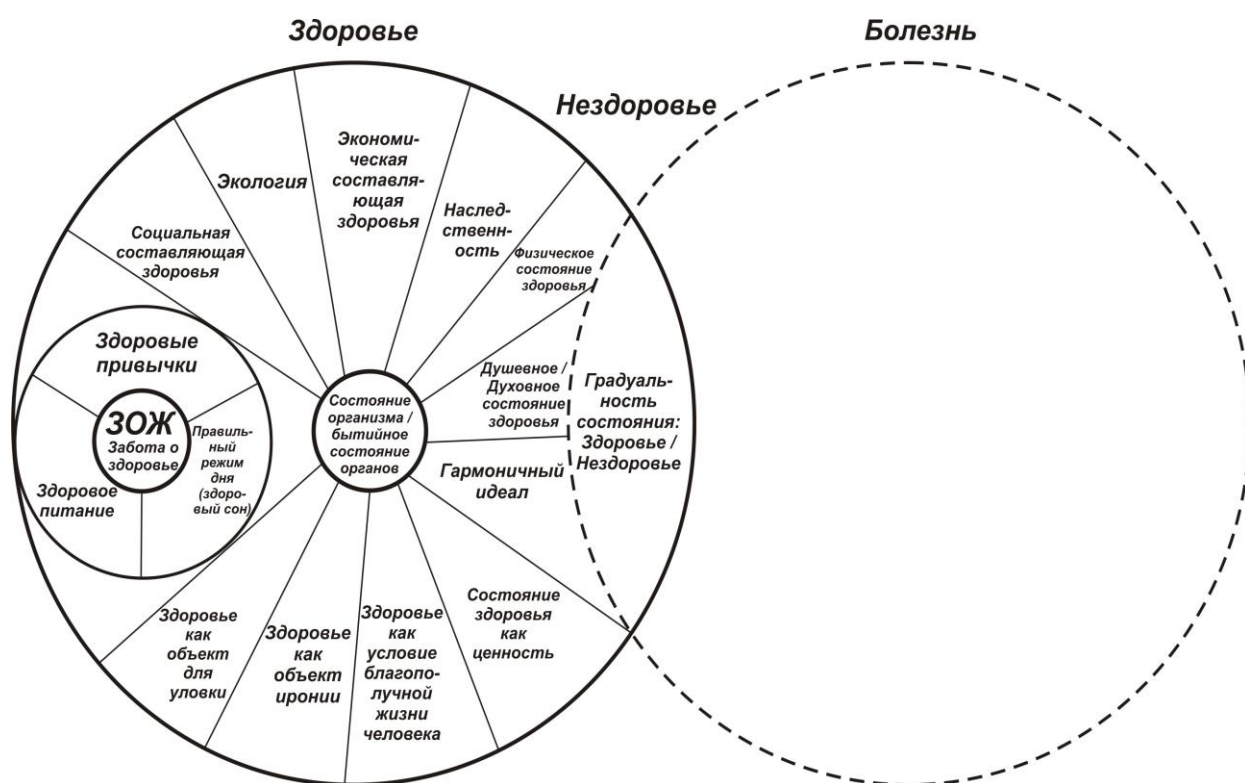 Здоровье
Болезнь
Нездоровье
Экономи-
ческая
составля-
ющая
здоровья
Экология
Наслед-
ственн-
ость
Социальная
составляющая
здоровья
Физическое
состояние
здоровья
Здоровые
привычки
Душевное /
Духовное
состояние
здоровья
Градуаль-
ность
состояния:
Здоровье /
Нездоровье
Состояние
организма /
бытийное
состояние
органов
ЗОЖ
Забота о
здоровье
Правиль-
ный
режим
дня
(здоро-
вый сон)
Здоровое
питание
Гармоничный
идеал
Здоровье
как
объект
для
уловки
Здоровье
как
объект
иронии
Здоровье
как
условие
благопо-
лучной
жизни
человека
Состояние
здоровья
как
ценность